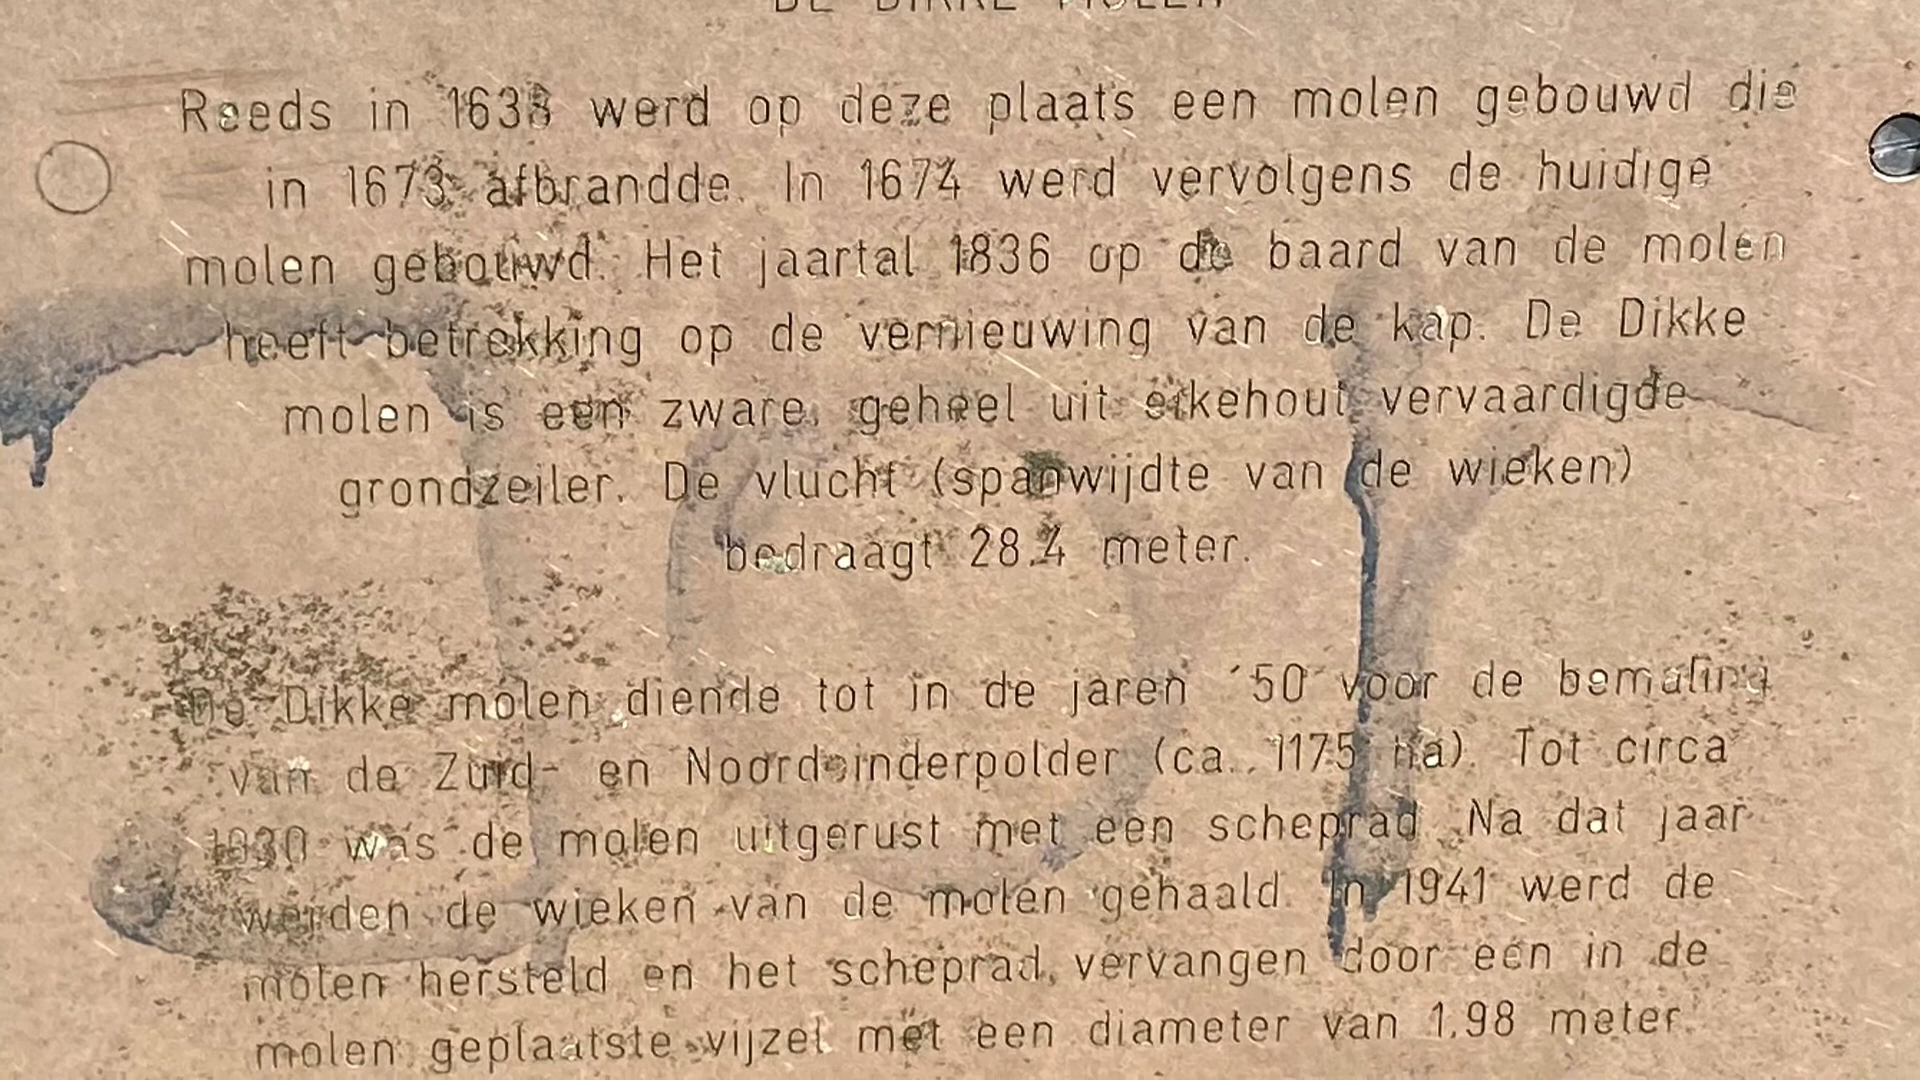 DE DIKKE MOLEN
Reeds in 1633 werd op deze plaats een molen gebouwd die
in 1673 afbrandde. In 1674 werd vervolgens de huidige
molen gebouwd. Het jaartal 1836 op de baard van de molen
heeft betrekking op de vernieuwing van de kap. De Dikke
molen is een zware, geheel uit eikehout vervaardigde
grondzeiler. De vlucht (spanwijdte van de wieken)
bedraagt 28.4 meter.
De Dikke molen diende tot in de jaren '50 voor de bemaling
van de Zuid- en Noordeinderpolder (ca. 1175 ha). Tot circa
1930 was de molen uitgerust met een scheprad. Na dat jaar
werden de wieken van de molen gehaald. In 1941 werd de
molen hersteld en het scheprad, vervangen door een in de
molen geplaatste vijzel met een diameter van 1.98 meter